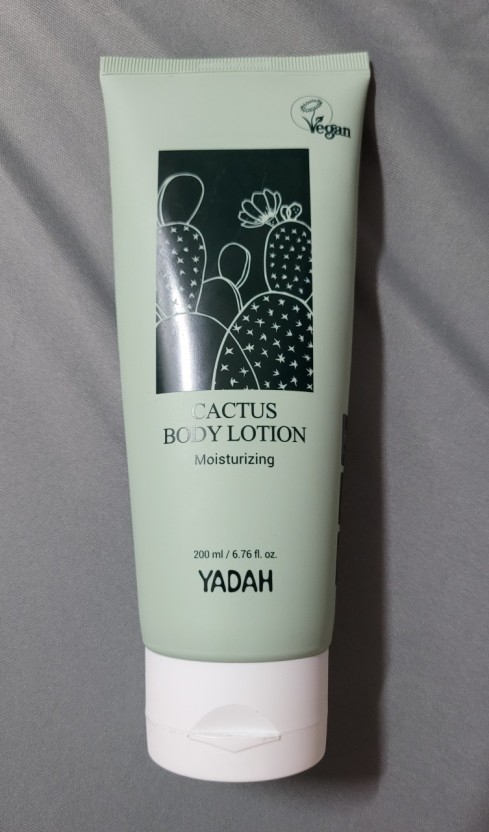 Vegan
CACTUS
BODY LOTION
Moisturizing
200 ml / 6.76 fl. oz.
YADAH